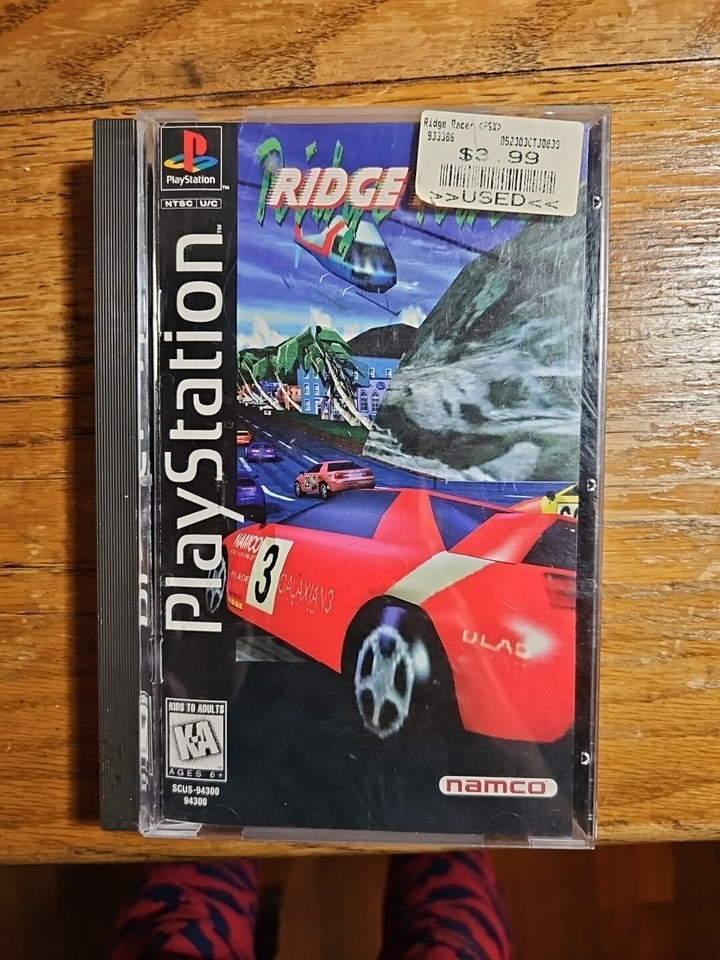 PlayStation
NTSC U/C
PlayStation
Ridge Racer <PSX>
933386
052303CTJ0830
$3.99
>>USED<<
RIDGE
NAMCO
3
GALAXIAN3
BLADE
KIDS TO ADULTS
K-A
AGES 6+
SCUS-94300
94300
namco